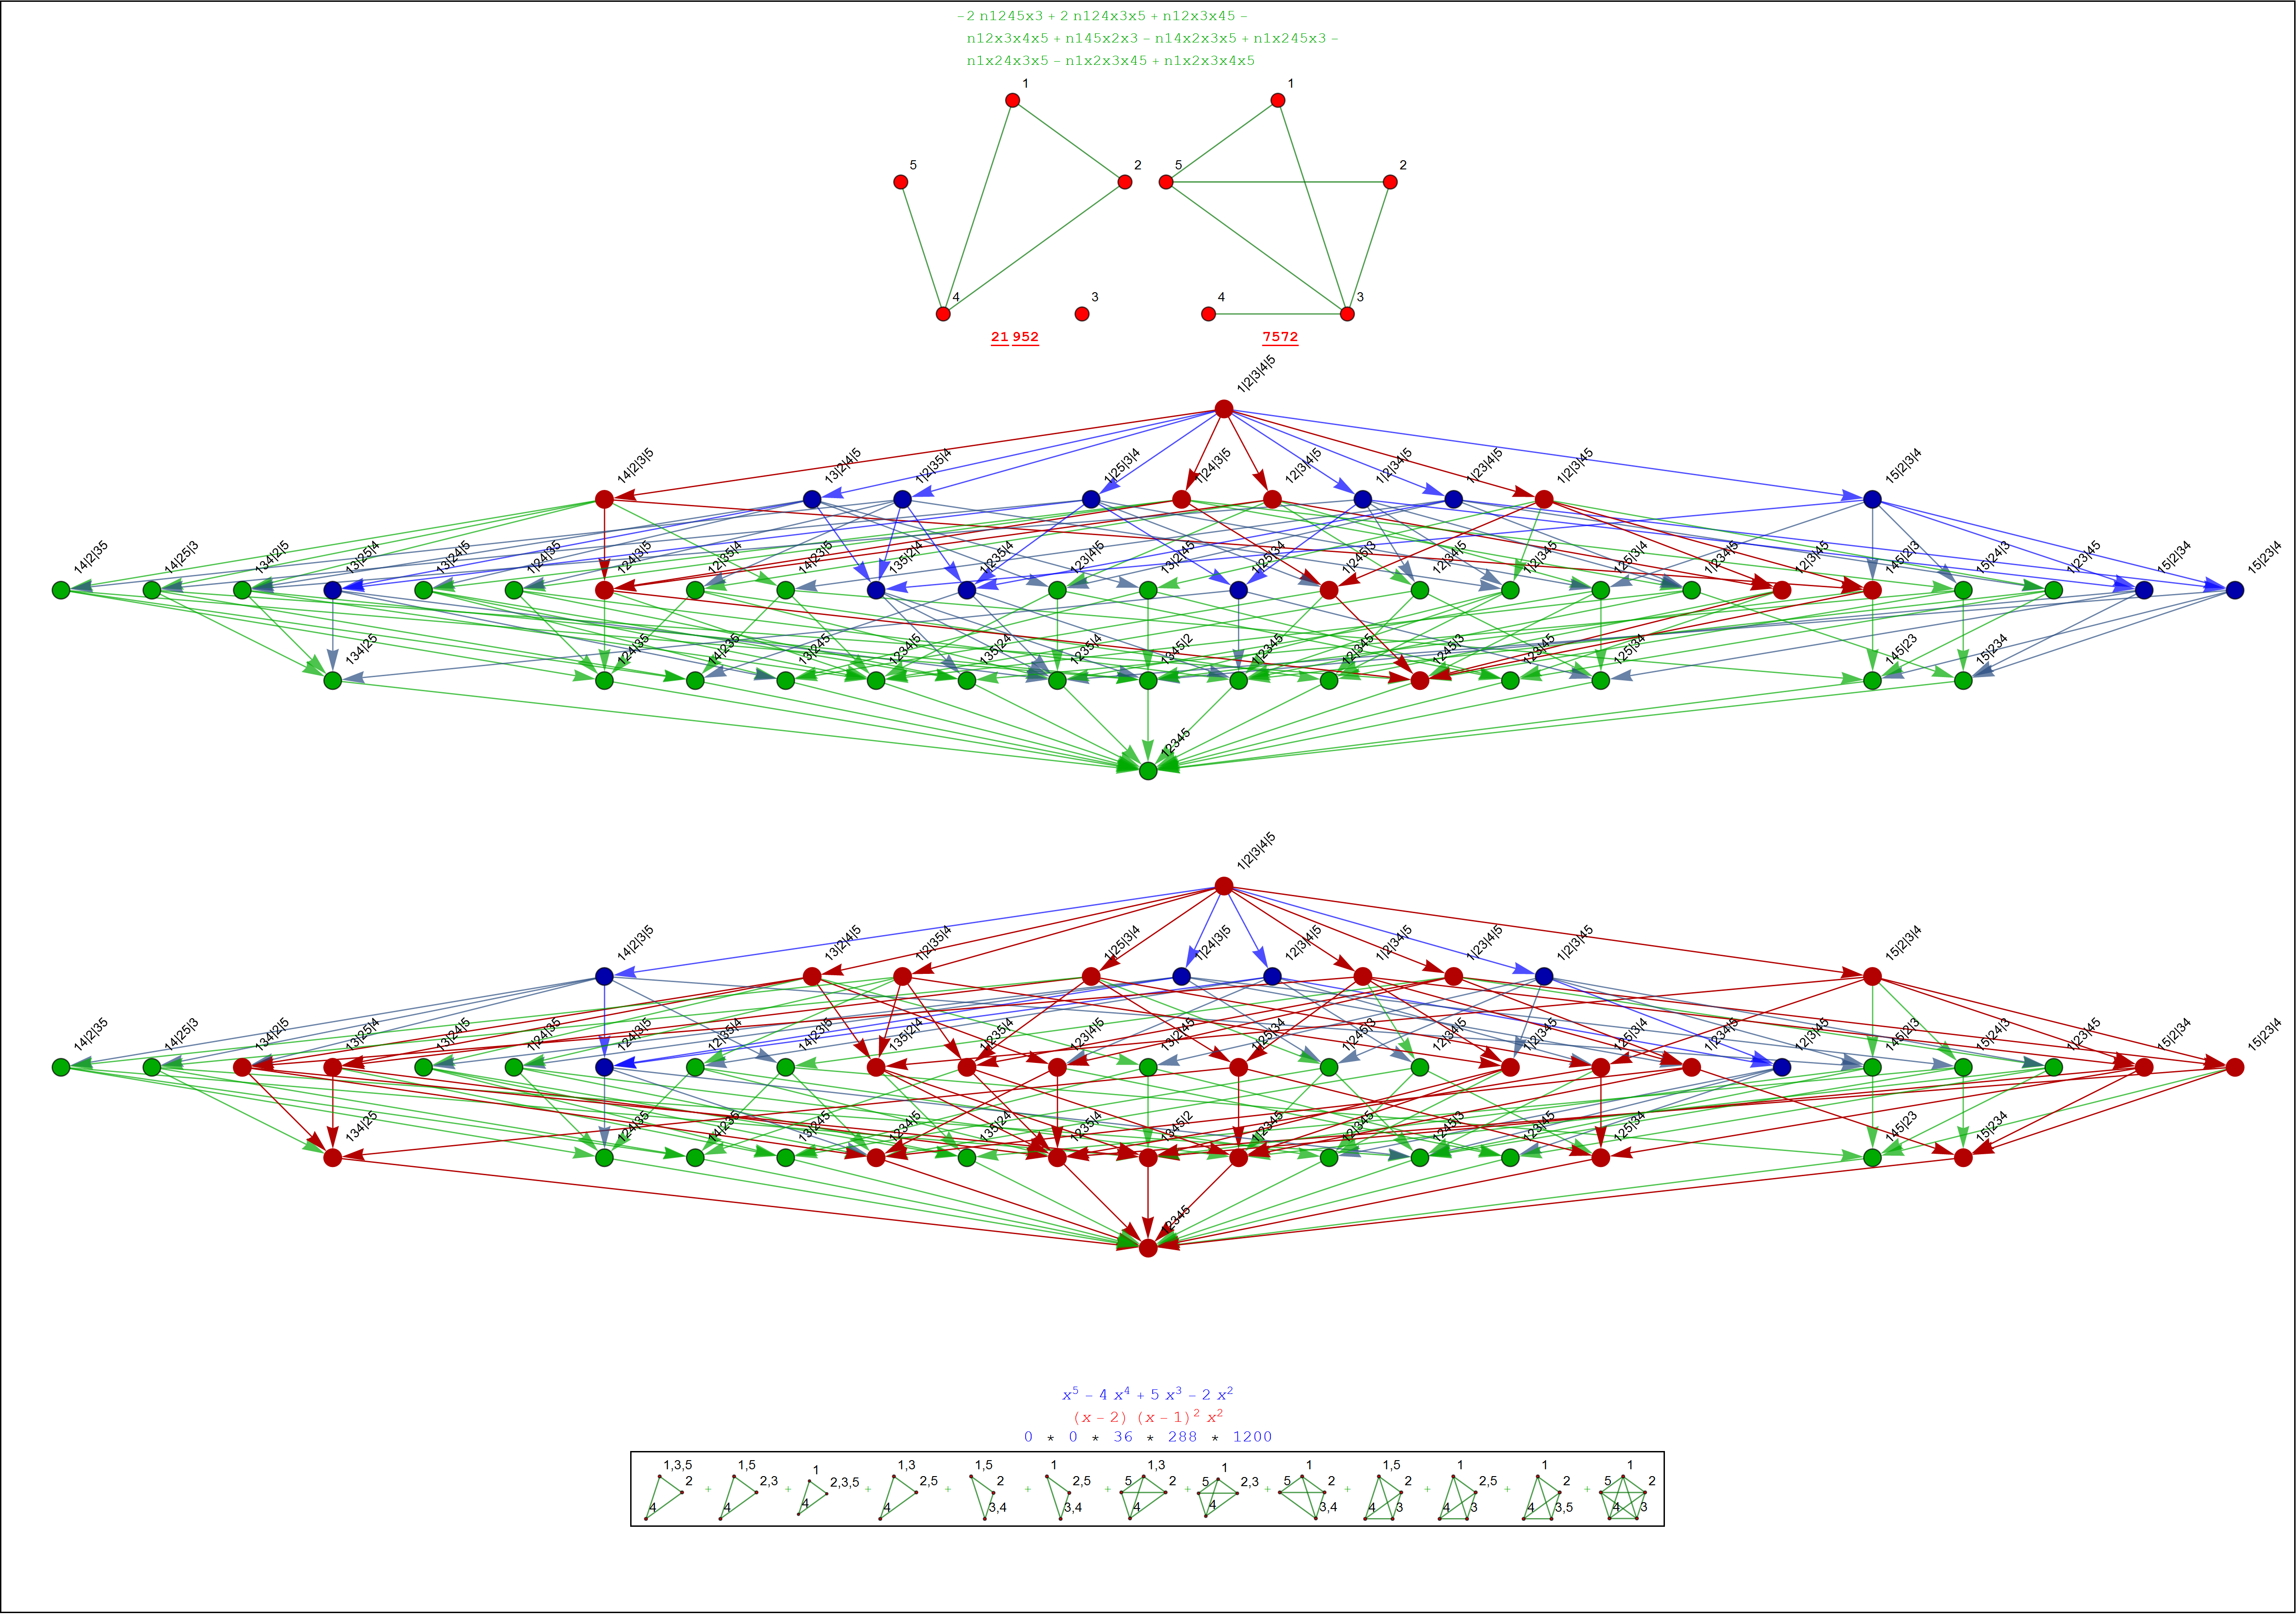 -2 n1245x3 + 2 n124x3x5 + n12x3x45 -
n12x3x4x5 + n145x2x3 - n14x2x3x5 + n1x245x3 -
n1x24x3x5 - n1x2x3x45 + n1x2x3x4x5
1 1
5 2 5 2
4 3 4 3
21 952 7572
1|2|3|4|5
14|2|3|5 13|2|4|5 1|2|35|4 1|25|3|4 1|24|3|5 12|3|4|5 1|2|34|5 1|23|4|5 1|2|3|45 15|2|3|4
14|2|35 14|25|3 134|2|5 13|25|4 13|24|5 1|24|35 124|3|5 12|35|4 14|23|5 135|2|4 1|235|4 123|4|5 13|2|45 1|25|34 1|245|3 12|34|5 1|2|345 125|3|4 1|234|5 12|3|45 145|2|3 15|24|3 1|23|45 15|2|34 15|23|4
134|25 124|35 14|235 13|245 1234|5 135|24 1235|4 1345|2 1|2345 12|345 1245|3 123|45 125|34 145|23 15|234
12345
1|2|3|4|5
14|2|3|5 13|2|4|5 1|2|35|4 1|25|3|4 1|24|3|5 12|3|4|5 1|2|34|5 1|23|4|5 1|2|3|45 15|2|3|4
14|2|35 14|25|3 134|2|5 13|25|4 13|24|5 1|24|35 124|3|5 12|35|4 14|23|5 135|2|4 1|235|4 123|4|5 13|2|45 1|25|34 1|245|3 12|34|5 1|2|345 125|3|4 1|234|5 12|3|45 145|2|3 15|24|3 1|23|45 15|2|34 15|23|4
134|25 124|35 14|235 13|245 1234|5 135|24 1235|4 1345|2 1|2345 12|345 1245|3 123|45 125|34 145|23 15|234
12345
x⁵ - 4 x⁴ + 5 x³ - 2 x²
(x - 2) (x - 1)² x²
0 * 0 * 36 * 288 * 1200
1,3,5 2 4 + 1,5 2,3 4 + 1 2,3,5 4 + 1,3 2,5 4 + 1,5 2 3,4 + 1 2,5 3,4 + 1,3 5 2 4 + 1 5 2,3 4 + 1 5 2 3,4 + 1,5 2 4 3 + 1 2,5 4 3 + 1 2 4 3,5 + 1 5 2 4 3